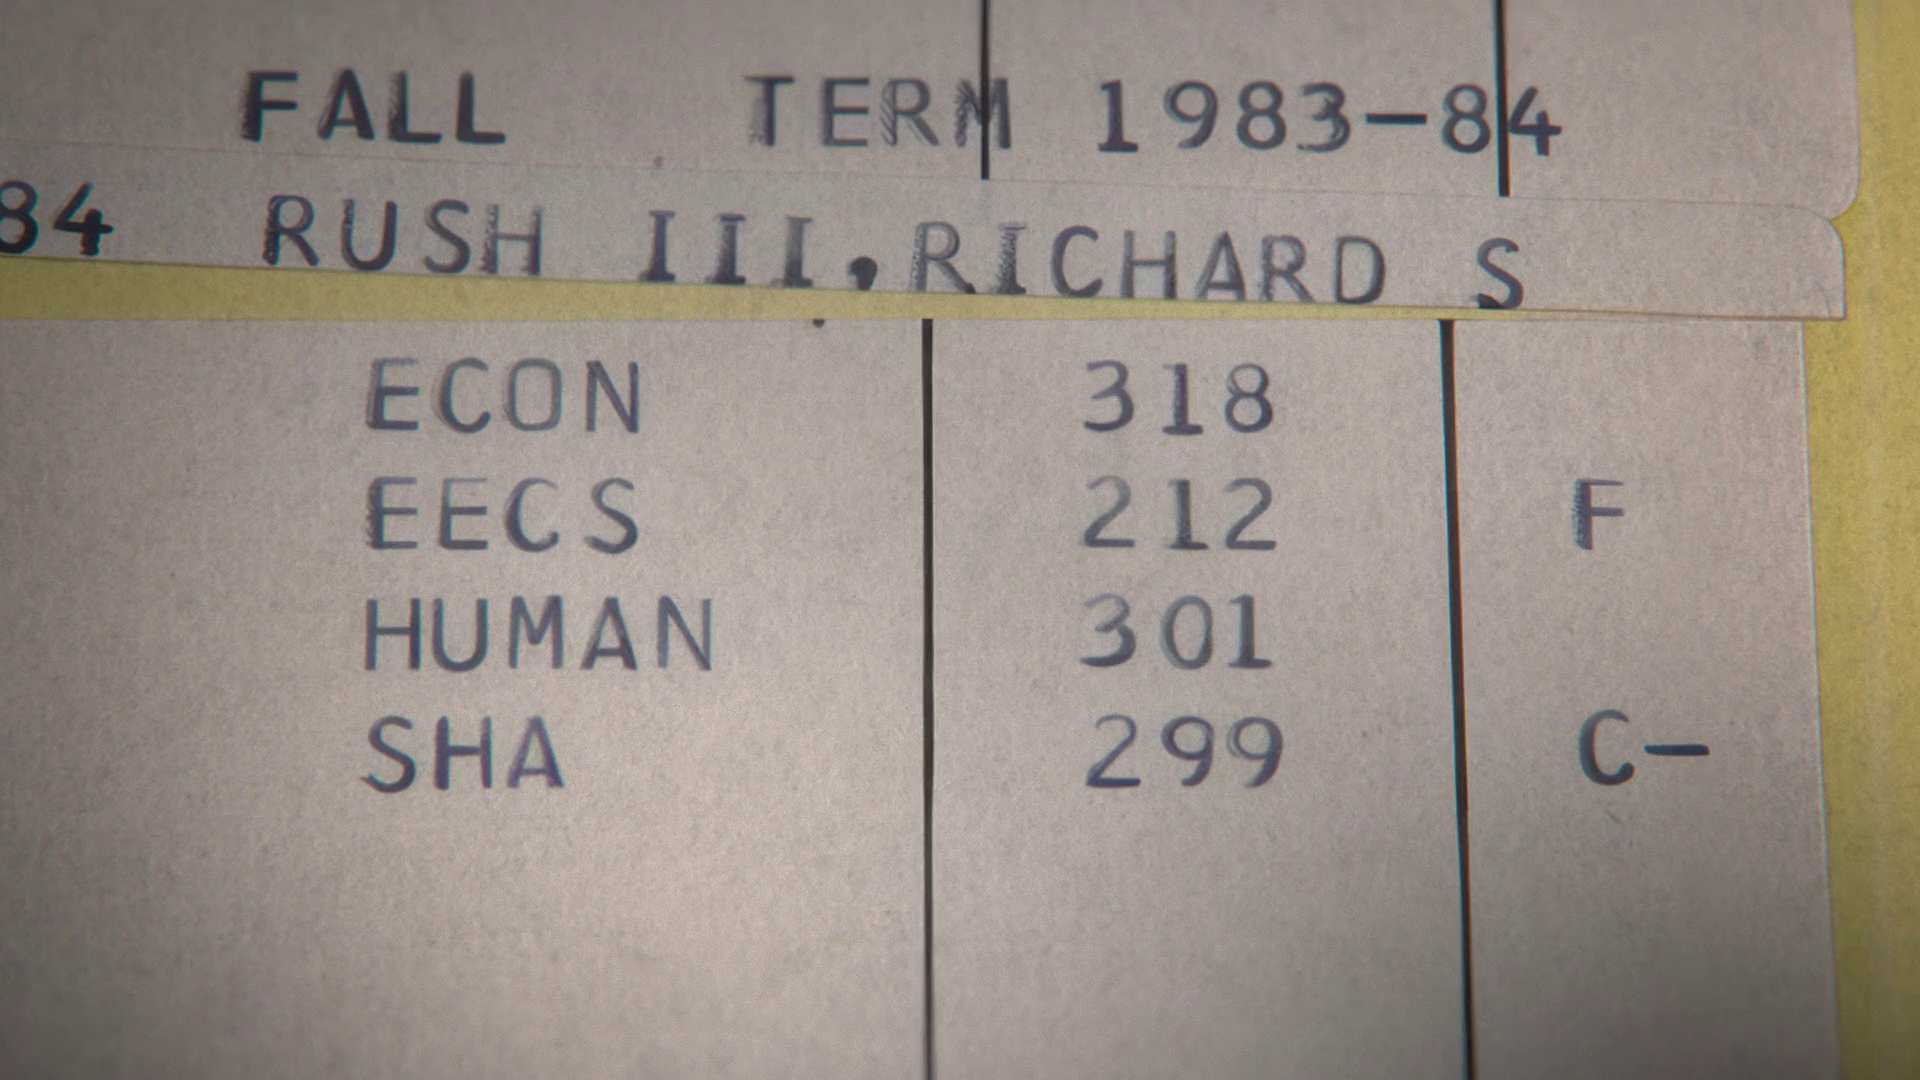 FALL TERM 1983-84
84 RUSH III, RICHARD S
ECON 318
EECS 212 F
HUMAN 301
SHA 299 C-